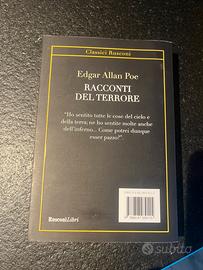 Classici Rusconi
Edgar Allan Poe
RACCONTI
DEL TERRORE
"Ho sentito tutte le cose del cielo e
della terra; ne ho sentite molte anche
dell'inferno... Come potrei dunque
esser pazzo?".
RusconiLibri
Subito